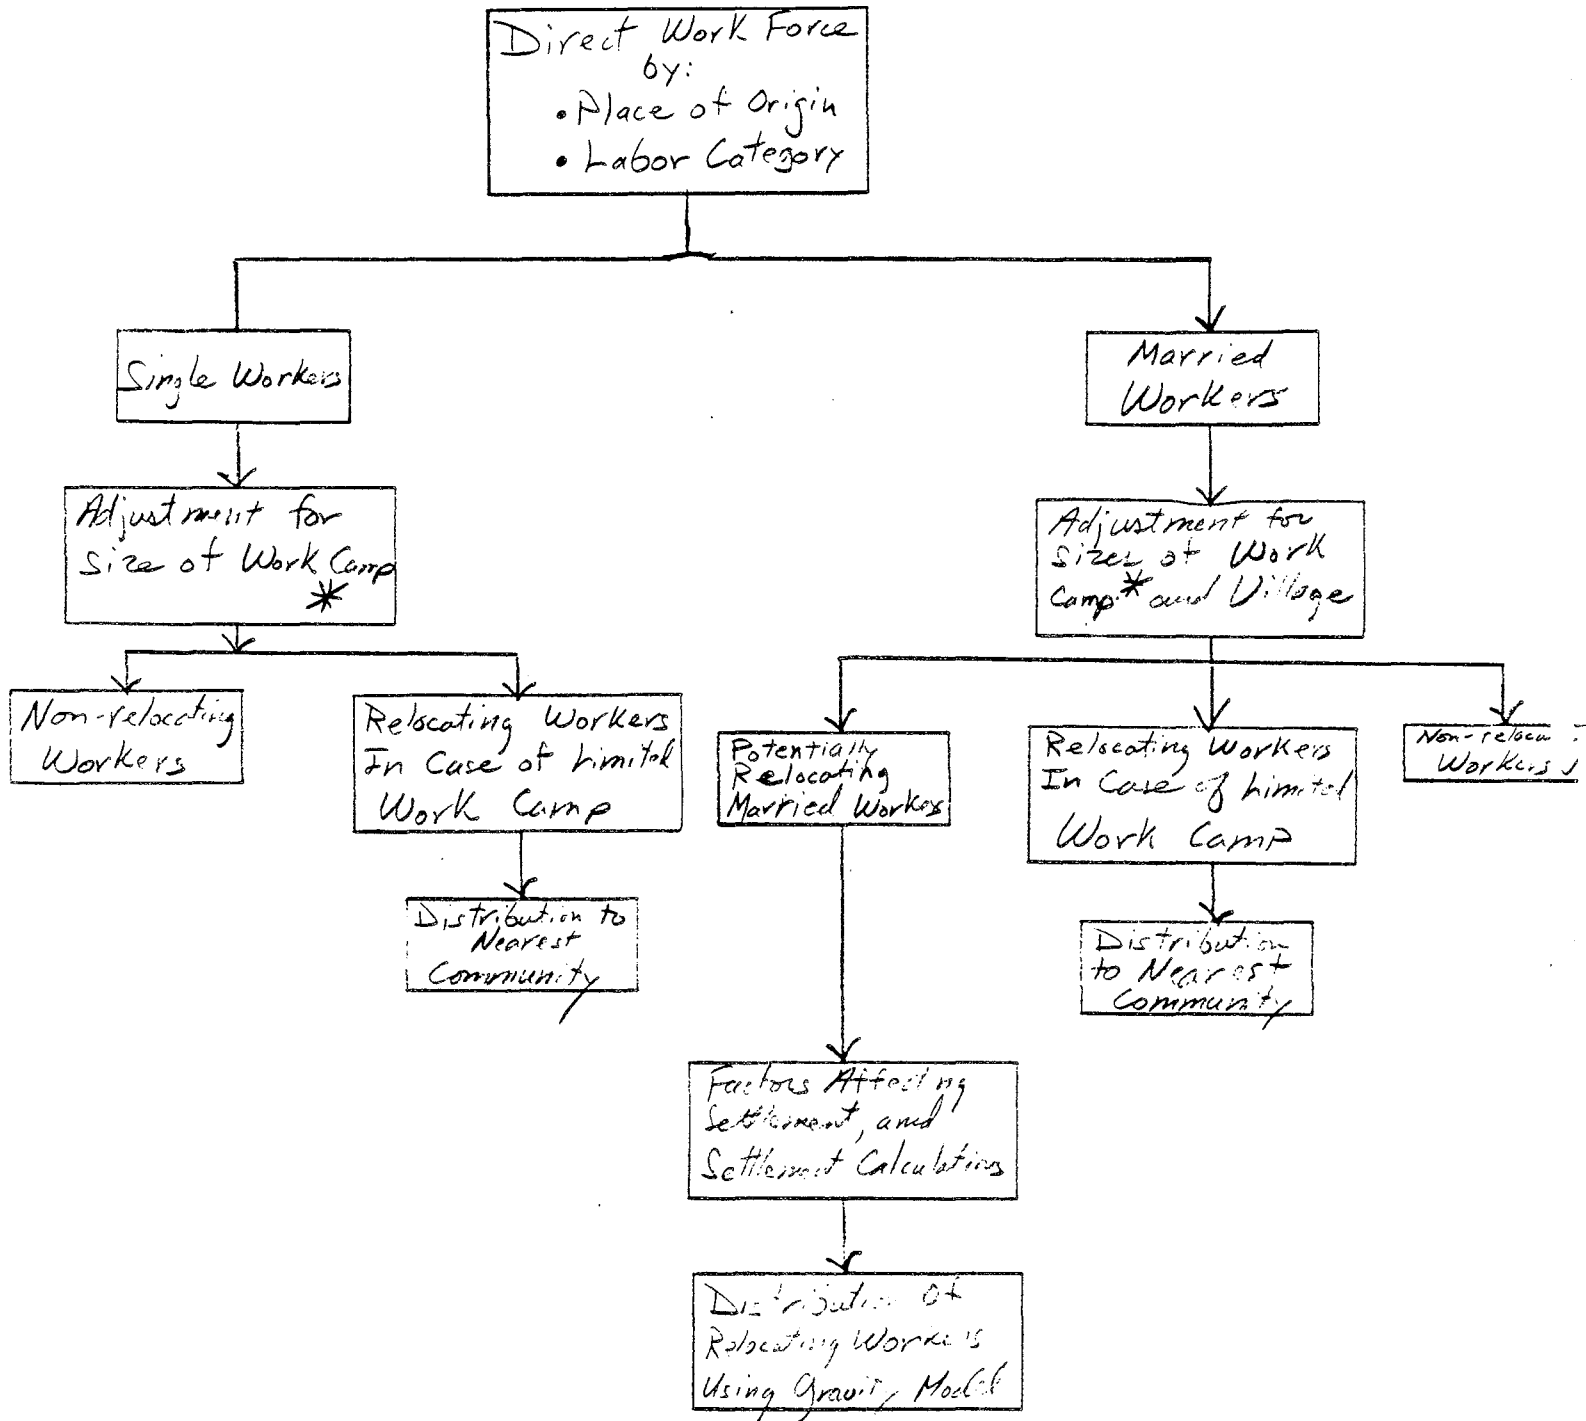 Direct Work Force
by:
• Place of Origin
• Labor Category
Single Workers
Married
Workers
Adjustment for
Size of Work Camp
*
Adjustment for
Sizes of Work
Camp* and Village
Non-relocating
Workers
Relocating Workers
In Case of Limited
Work Camp
Potentially
Relocating
Married Workers
Relocating Workers
In Case of Limited
Work Camp
Workers
Distribution to
Nearest
Community
Distribution
to Nearest
Community
Factors Affecting
Settlement, and
Settlement Calculations
Distribution Of
Relocating Workers
Using Gravity Model